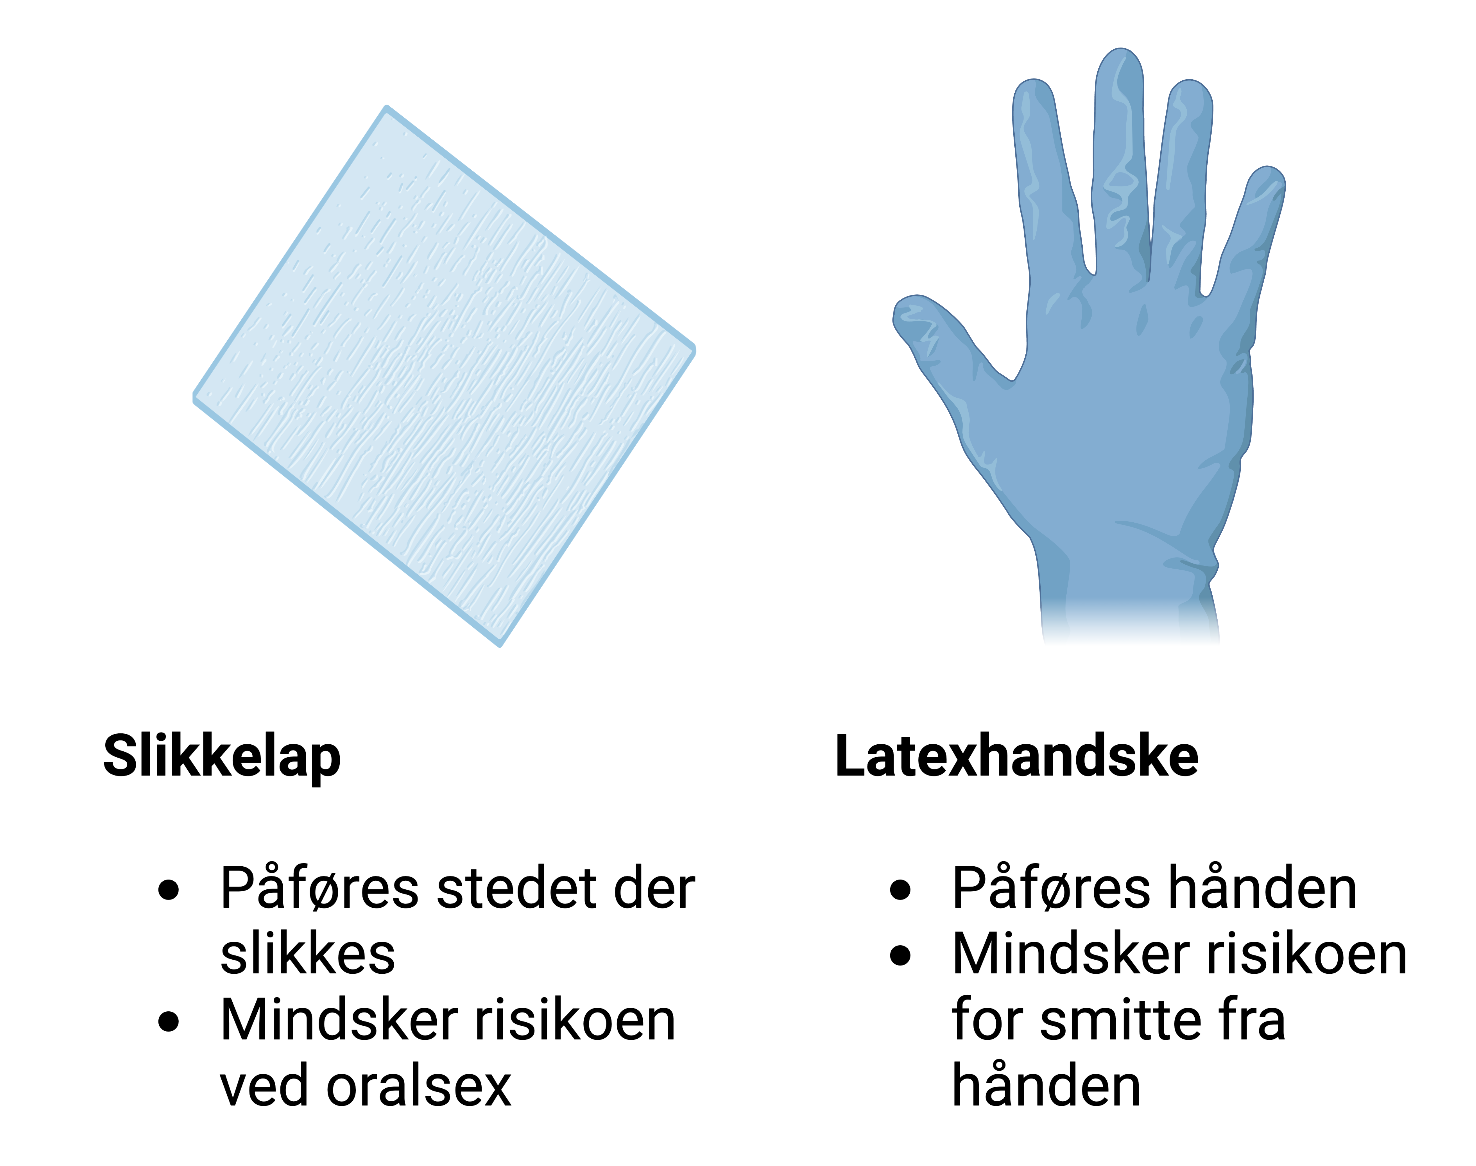 Slikkelap
• Påføres stedet der
slikkes
• Mindsker risikoen
ved oralsex
Latexhandske
• Påføres hånden
• Mindsker risikoen
for smitte fra
hånden